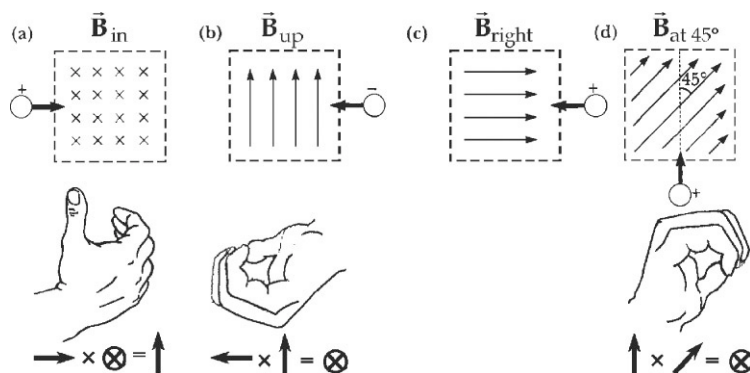 (a) B⃗in (b) B⃗up (c) B⃗right (d) B⃗at 45°
+ − + 45°
+
→ × ⊗ = ↑ ← × ↑ = ⊗ ↑ × ↗ = ⊗